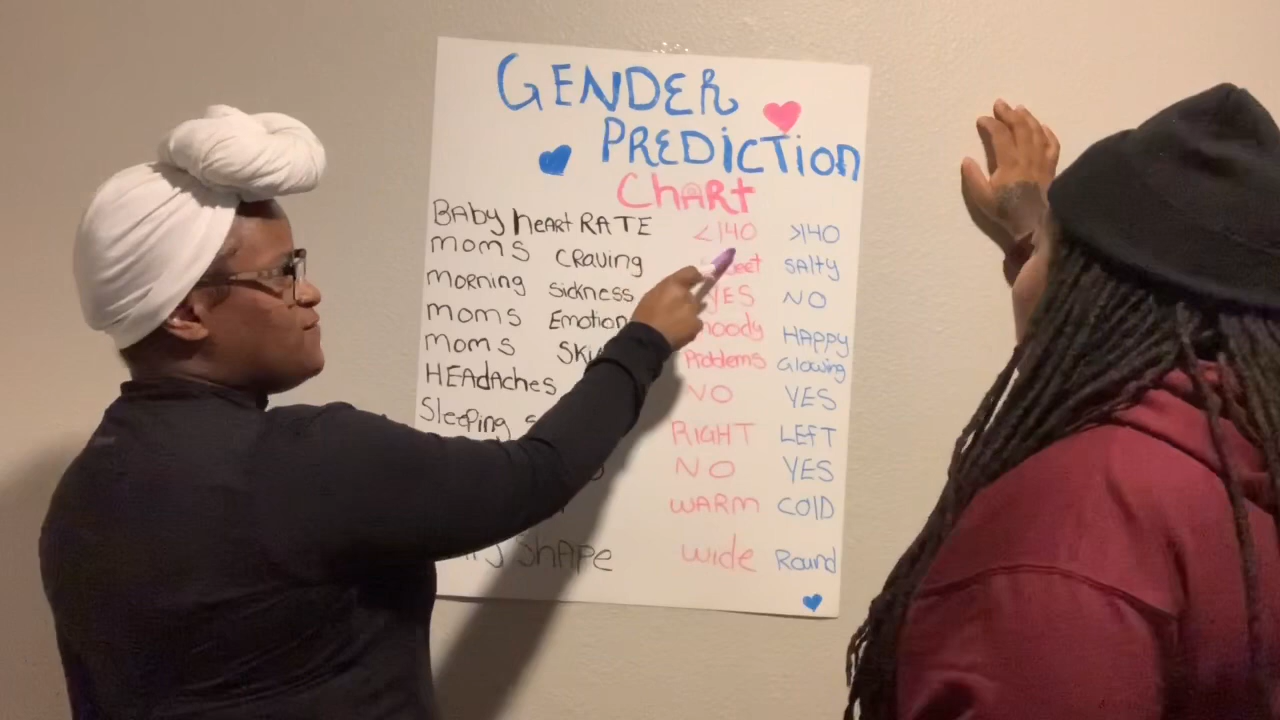 GENDER
PREDICTION
ChART
BAby heART RATE <140 >140
moms CRAVing SAlty
MORNing sickness YES NO
moms Emotion moody HAPPy
moms Problems Glowing
HEAdAches NO YES
SleePing RIGHT LEFT
NO YES
WARM COlD
ShAPE wide Round